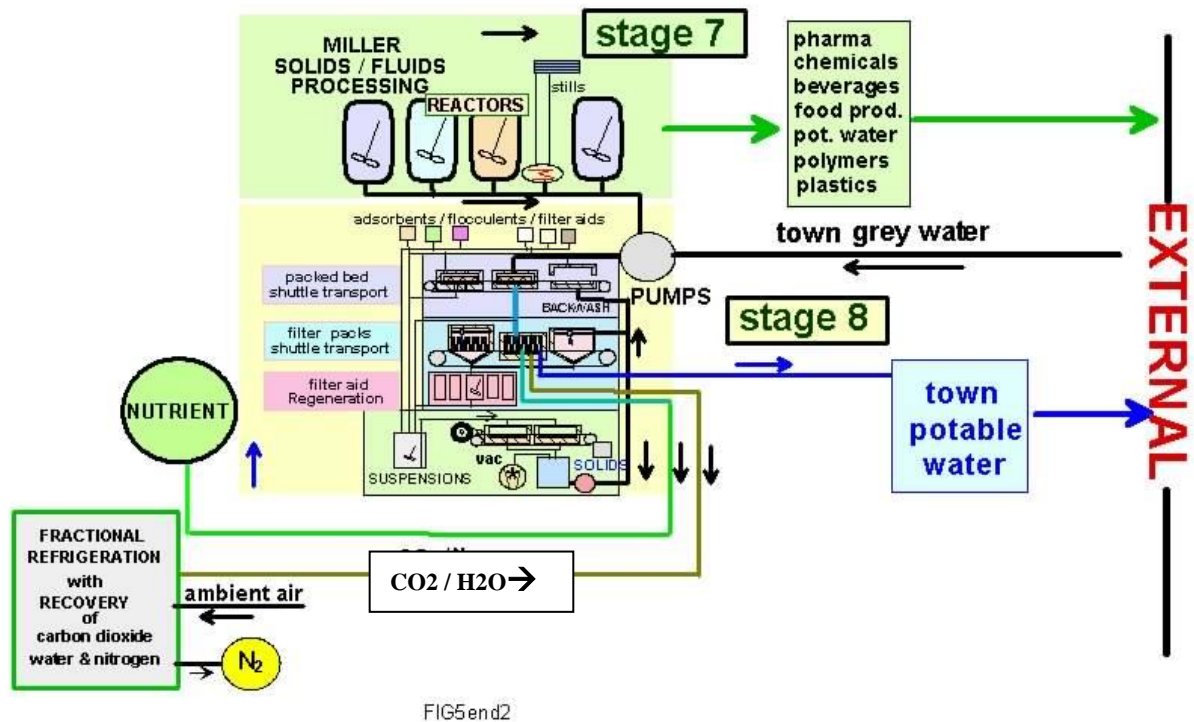 MILLER
SOLIDS / FLUIDS
PROCESSING
stage 7
REACTORS
stills
pharma
chemicals
beverages
food prod.
pot. water
polymers
plastics
EXTERNAL
adsorbents / flocculents / filter aids
town grey water
PUMPS
packed bed
shuttle transport
BACKWASH
stage 8
filter packs
shuttle transport
filter aid
Regeneration
NUTRIENT
town
potable
water
vac
SUSPENSIONS
SOLIDS
FRACTIONAL
REFRIGERATION
with
RECOVERY
of
carbon dioxide
water & nitrogen
ambient air
CO2 / H2O→
N2
FIG5end2